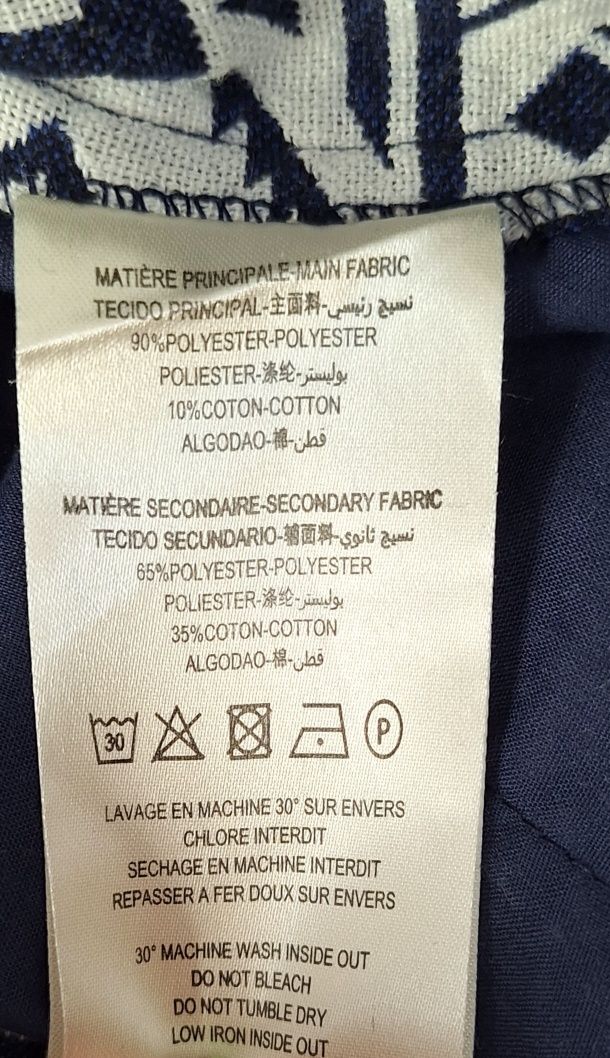 MATIÈRE PRINCIPALE-MAIN FABRIC
TECIDO PRINCIPAL-主面料-نسيج رئيسي
90%POLYESTER-POLYESTER
POLIESTER-涤纶-بوليستر
10%COTON-COTTON
ALGODAO-棉-قطن
MATIÈRE SECONDAIRE-SECONDARY FABRIC
TECIDO SECUNDARIO-辅面料-نسيج ثانوي
65%POLYESTER-POLYESTER
POLIESTER-涤纶-بوليستر
35%COTON-COTTON
ALGODAO-棉-قطن
30 P
LAVAGE EN MACHINE 30° SUR ENVERS
CHLORE INTERDIT
SECHAGE EN MACHINE INTERDIT
REPASSER A FER DOUX SUR ENVERS
30° MACHINE WASH INSIDE OUT
DO NOT BLEACH
DO NOT TUMBLE DRY
LOW IRON INSIDE OUT